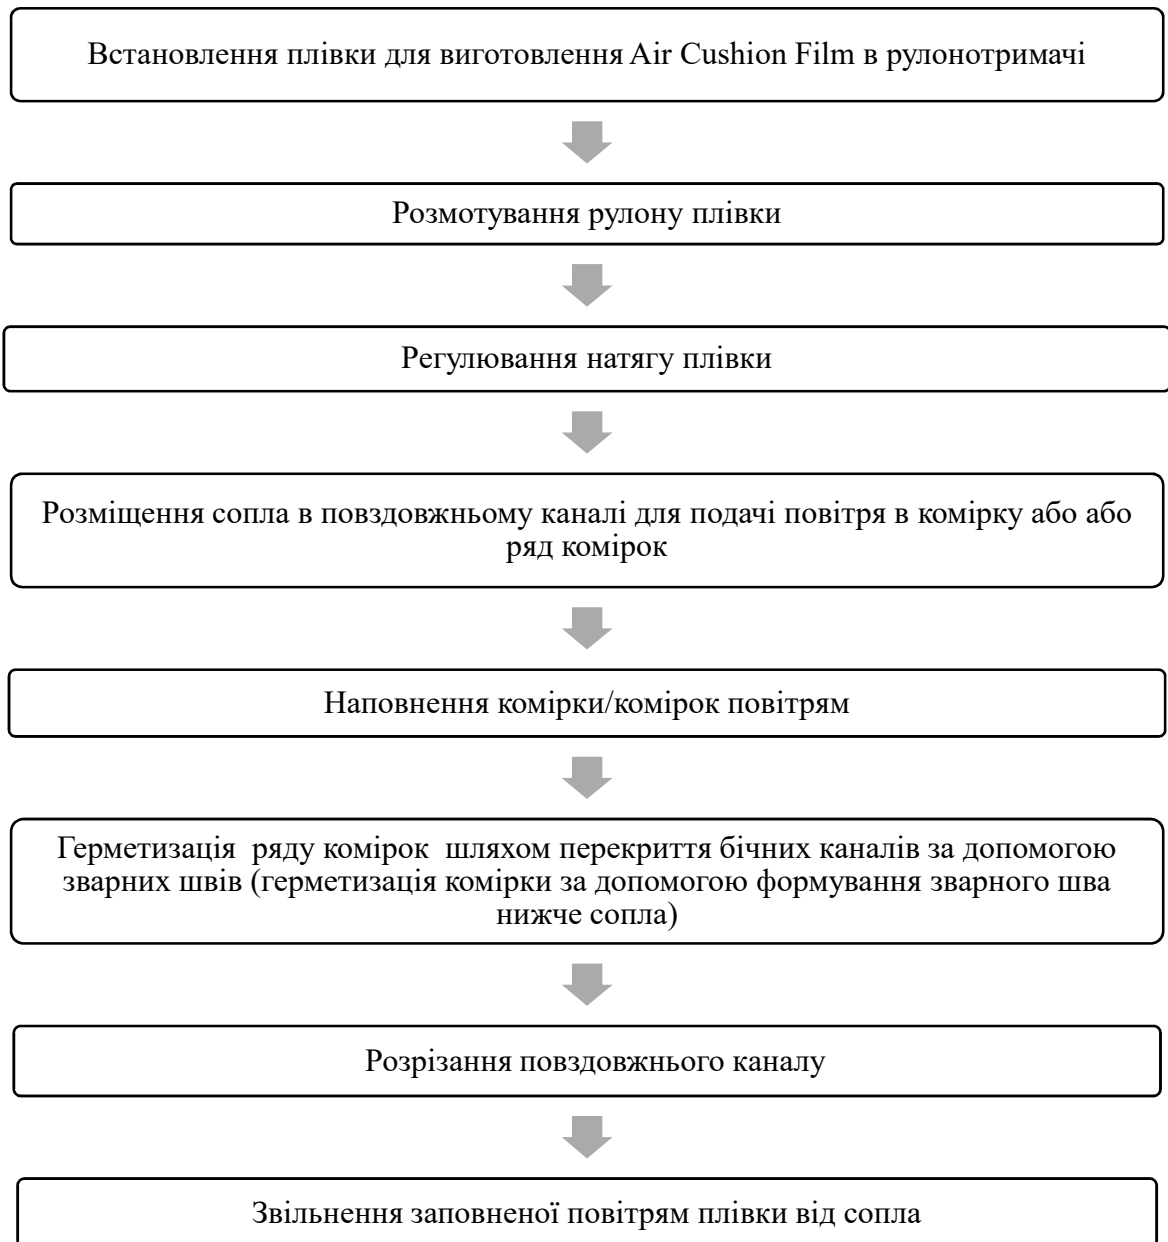 Встановлення плівки для виготовлення Air Cushion Film в рулонотримачі
Розмотування рулону плівки
Регулювання натягу плівки
Розміщення сопла в повздовжньому каналі для подачі повітря в комірку або або
ряд комірок
Наповнення комірки/комірок повітрям
Герметизація ряду комірок шляхом перекриття бічних каналів за допомогою
зварних швів (герметизація комірки за допомогою формування зварного шва
нижче сопла)
Розрізання повздовжнього каналу
Звільнення заповненої повітрям плівки від сопла